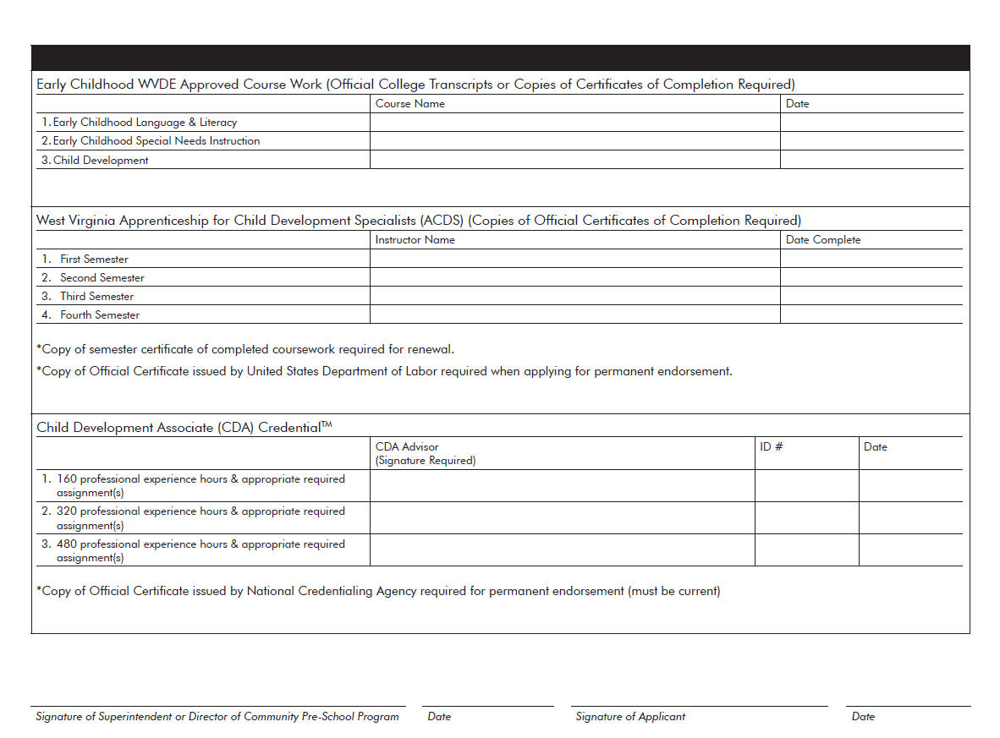 Early Childhood WVDE Approved Course Work (Official College Transcripts or Copies of Certificates of Completion Required)
Course Name Date
1. Early Childhood Language & Literacy
2. Early Childhood Special Needs Instruction
3. Child Development
West Virginia Apprenticeship for Child Development Specialists (ACDS) (Copies of Official Certificates of Completion Required)
Instructor Name Date Complete
1. First Semester
2. Second Semester
3. Third Semester
4. Fourth Semester
*Copy of semester certificate of completed coursework required for renewal.
*Copy of Official Certificate issued by United States Department of Labor required when applying for permanent endorsement.
Child Development Associate (CDA) Credential™
CDA Advisor ID # Date
(Signature Required)
1. 160 professional experience hours & appropriate required
assignment(s)
2. 320 professional experience hours & appropriate required
assignment(s)
3. 480 professional experience hours & appropriate required
assignment(s)
*Copy of Official Certificate issued by National Credentialing Agency required for permanent endorsement (must be current)
Signature of Superintendent or Director of Community Pre-School Program Date Signature of Applicant Date